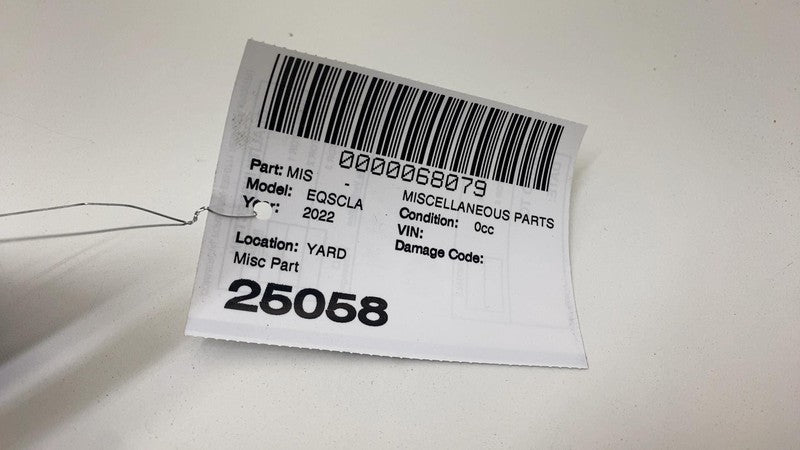 0000068079
Part: MIS - MISCELLANEOUS PARTS
Model: EQSCLA Condition: 0cc
Year: 2022 VIN:
Damage Code:
Location: YARD
Misc Part
25058